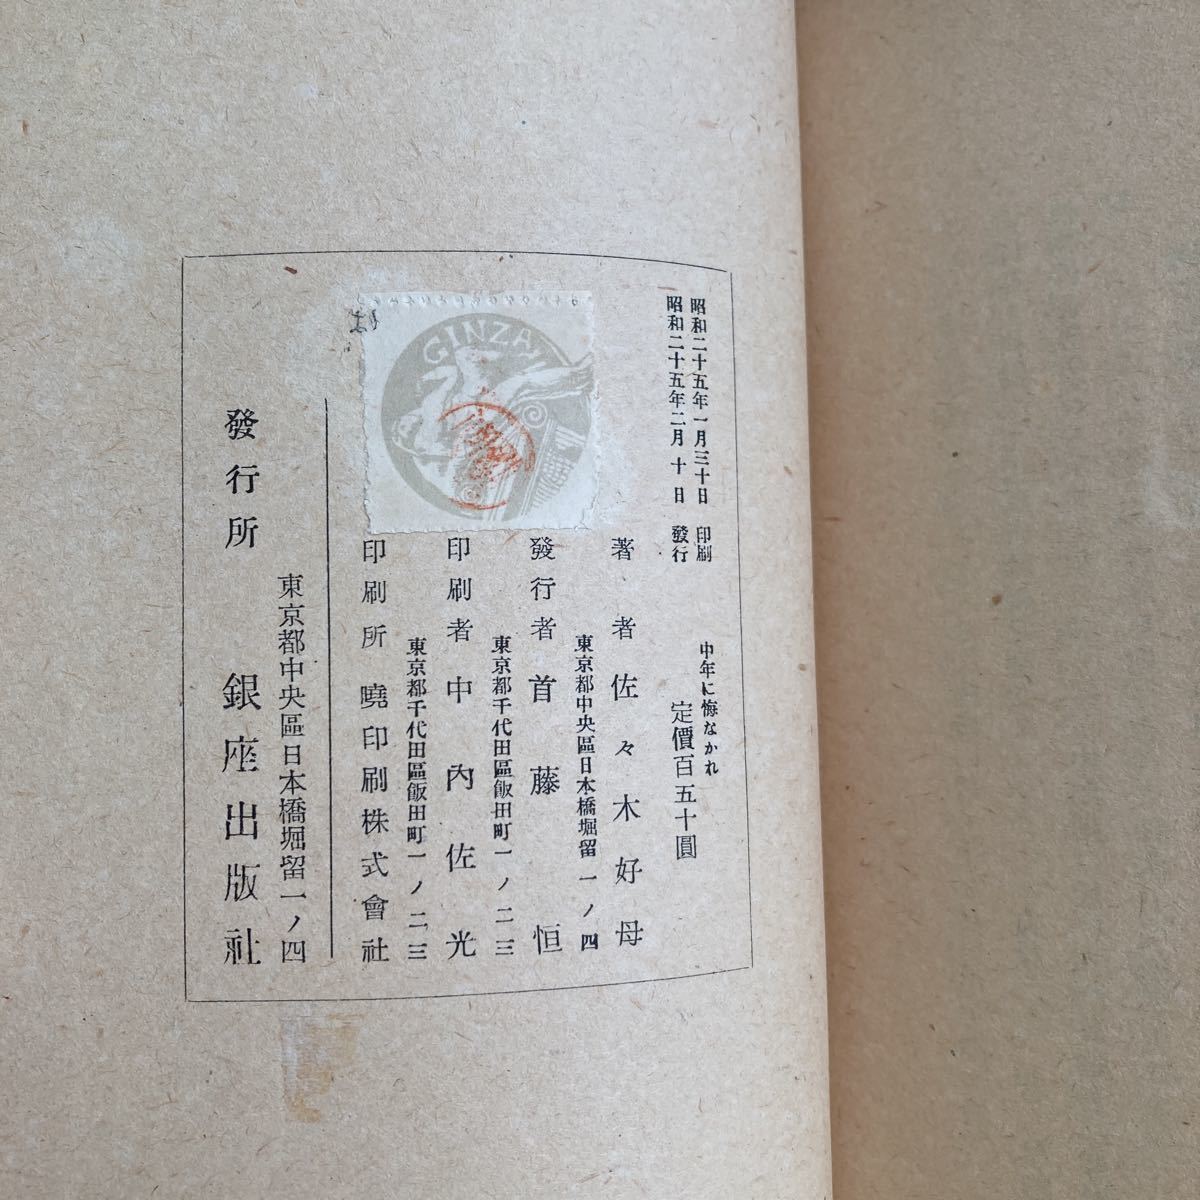 昭和二十五年一月三十日 印刷
昭和二十五年二月十日 發行
中年に悔なかれ
定價百五十圓
著者 佐々木好母
東京都中央區日本橋堀留一ノ四
發行者 首藤恒
東京都千代田區飯田町一ノ二三
印刷者 中內佐光
東京都千代田區飯田町一ノ二三
印刷所 曉印刷株式會社
東京都中央區日本橋堀留一ノ四
發行所 銀座出版社
GINZA